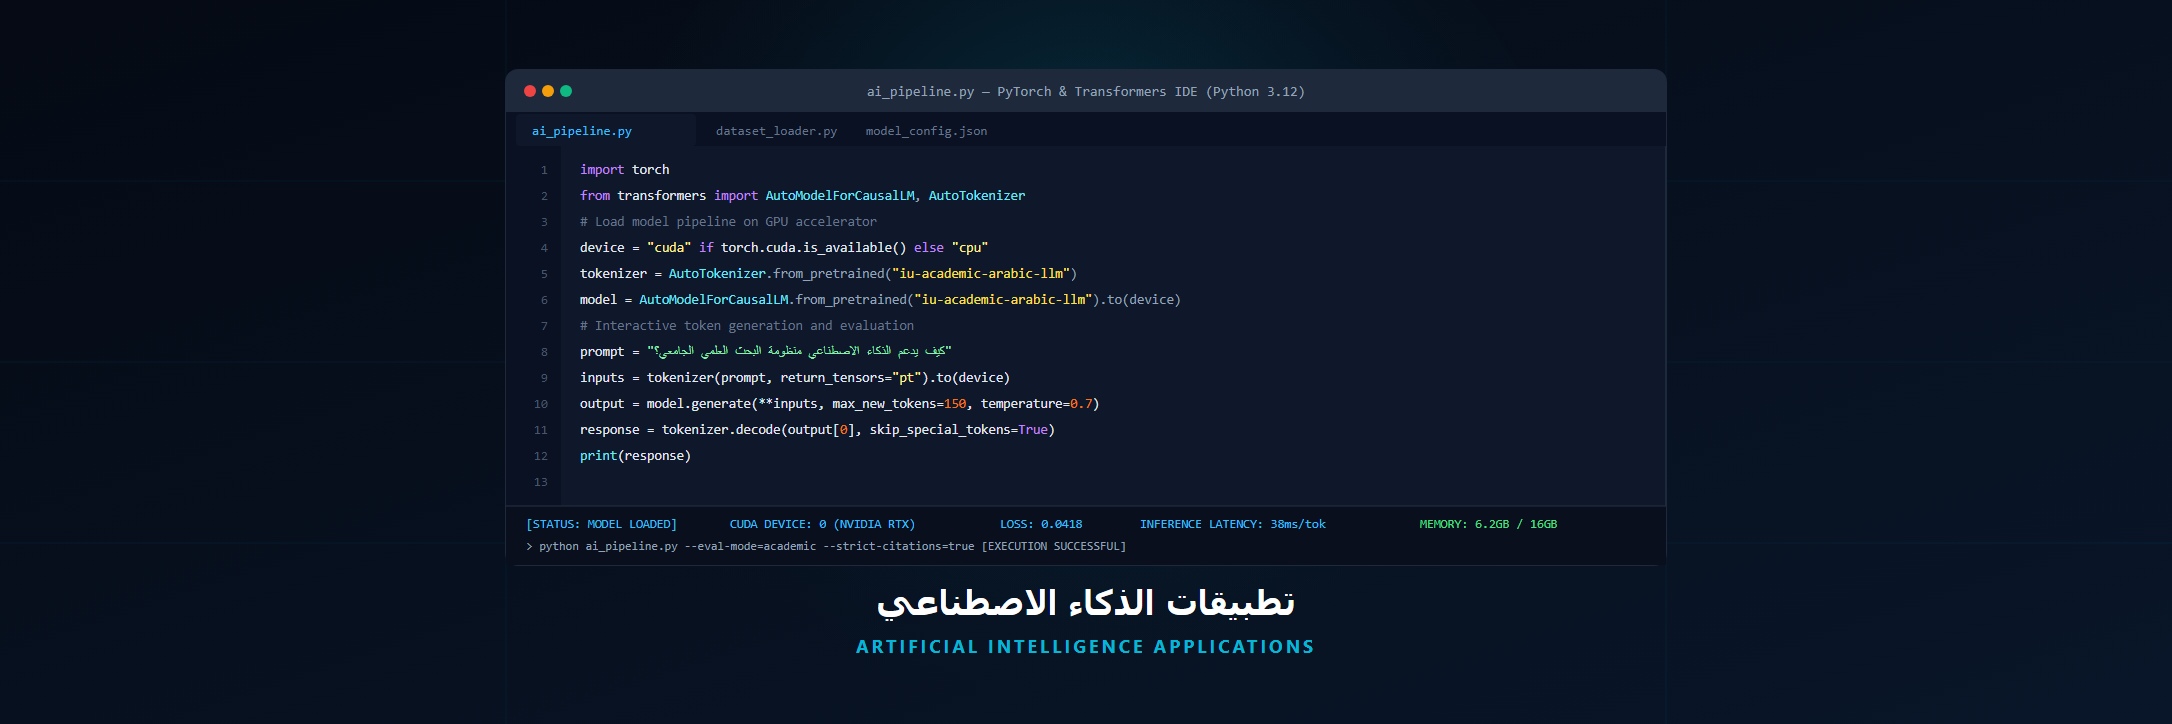 ai_pipeline.py — PyTorch & Transformers IDE (Python 3.12)
ai_pipeline.py dataset_loader.py model_config.json
1 import torch
2 from transformers import AutoModelForCausalLM, AutoTokenizer
3 # Load model pipeline on GPU accelerator
4 device = "cuda" if torch.cuda.is_available() else "cpu"
5 tokenizer = AutoTokenizer.from_pretrained("iu-academic-arabic-llm")
6 model = AutoModelForCausalLM.from_pretrained("iu-academic-arabic-llm").to(device)
7 # Interactive token generation and evaluation
8 prompt = "كيف يدعم الذكاء الاصطناعي منظومة البحث العلمي الجامعي؟"
9 inputs = tokenizer(prompt, return_tensors="pt").to(device)
10 output = model.generate(**inputs, max_new_tokens=150, temperature=0.7)
11 response = tokenizer.decode(output[0], skip_special_tokens=True)
12 print(response)
13
[STATUS: MODEL LOADED] CUDA DEVICE: 0 (NVIDIA RTX) LOSS: 0.0418 INFERENCE LATENCY: 38ms/tok MEMORY: 6.2GB / 16GB
> python ai_pipeline.py --eval-mode=academic --strict-citations=true [EXECUTION SUCCESSFUL]
تطبيقات الذكاء الاصطناعي
ARTIFICIAL INTELLIGENCE APPLICATIONS